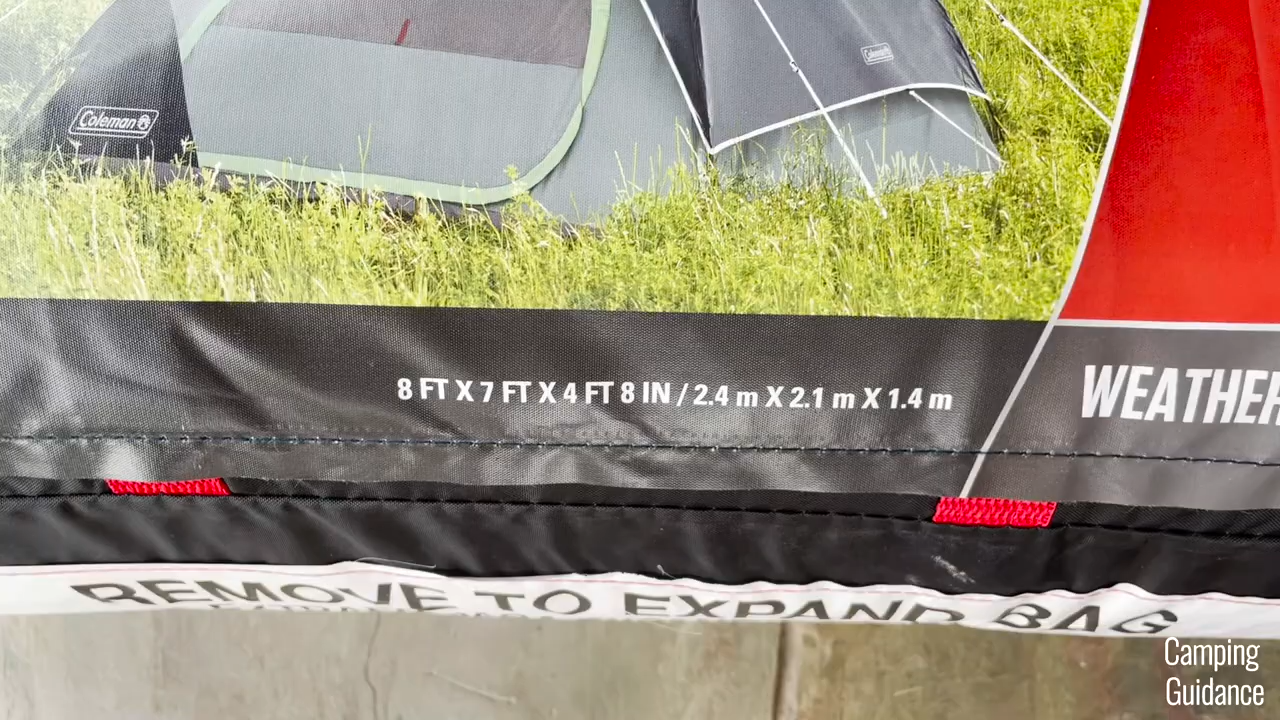 Coleman
Coleman
8 FT X 7 FT X 4 FT 8 IN / 2.4 m X 2.1 m X 1.4 m
WEATHER
REMOVE TO EXPAND BAG
Camping
Guidance